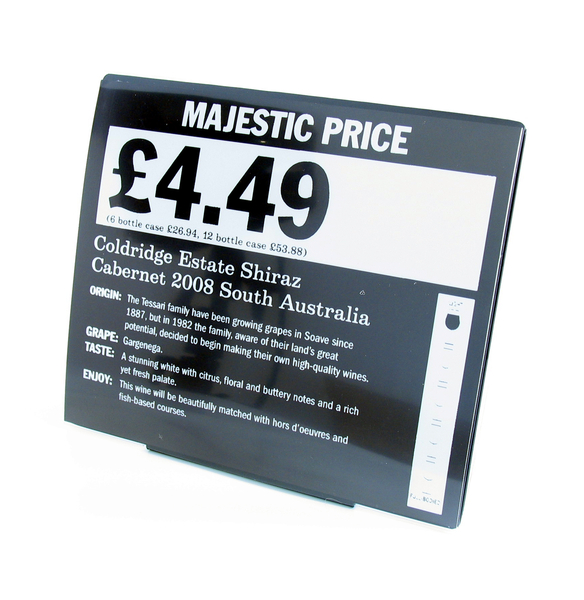 MAJESTIC PRICE
£4.49
(6 bottle case £26.94, 12 bottle case £53.88)
Coldridge Estate Shiraz
Cabernet 2008 South Australia
ORIGIN: The Tessari family have been growing grapes in Soave since
1887, but in 1982 the family, aware of their land's great
potential, decided to begin making their own high-quality wines.
GRAPE: Gargenega.
TASTE: A stunning white with citrus, floral and buttery notes and a rich
yet fresh palate.
ENJOY: This wine will be beautifully matched with hors d'oeuvres and
fish-based courses.